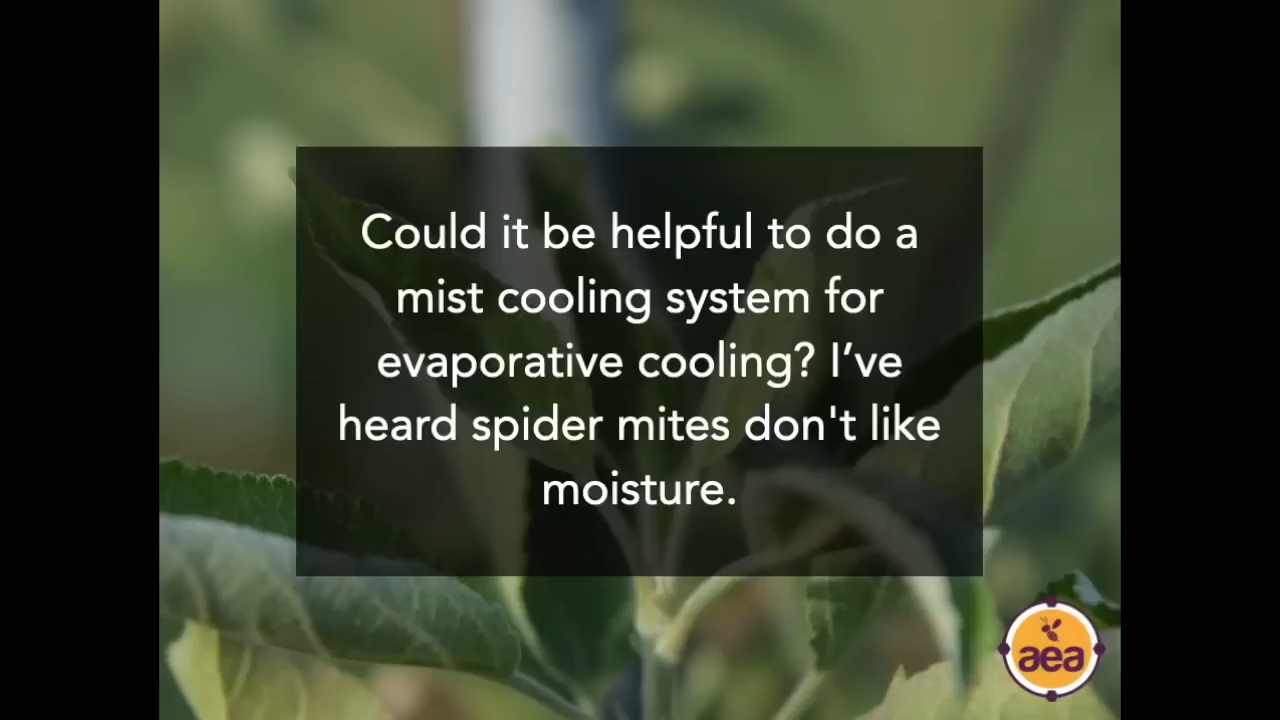 Could it be helpful to do a
mist cooling system for
evaporative cooling? I’ve
heard spider mites don't like
moisture.
aea